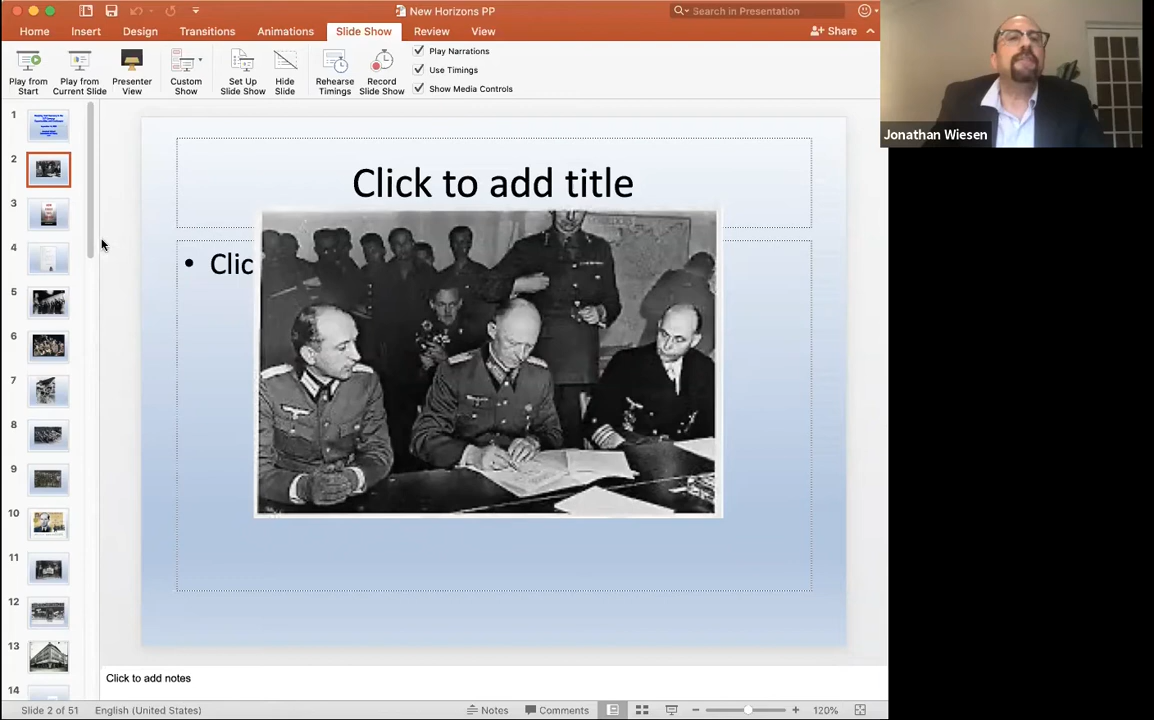 New Horizons PP
Search in Presentation
Home Insert Design Transitions Animations Slide Show Review View
Share
Play from Start
Play from Current Slide
Presenter View
Custom Show
Set Up Slide Show
Hide Slide
Rehearse Timings
Record Slide Show
Play Narrations
Use Timings
Show Media Controls
Jonathan Wiesen
1
2
3
4
5
6
7
8
9
10
11
12
13
14
Click to add title
• Clic
Click to add notes
Slide 2 of 51 English (United States) Notes Comments 120%